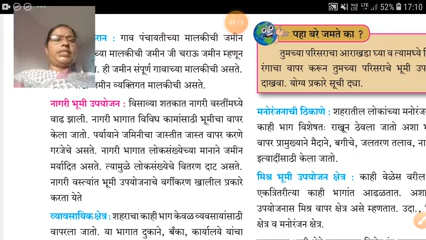 17:10
रान : गाव पंचायतीच्या मालकीची जमीन
च्या मालकीची जमीन जी चराऊ जमीन म्हणून
. ही जमीन संपूर्ण गावाच्या मालकीची असते.
जमीन व्यक्तिगत मालकीची असते.
नागरी भूमी उपयोजन : विसाव्या शतकात नागरी वस्त्यांमध्ये
वाढ झाली. नागरी भागात विविध कामांसाठी भूमीचा वापर
केला जातो. पर्यायाने जमिनीचा जास्तीत जास्त वापर करणे
गरजेचे असते. नागरी भागात लोकसंख्येच्या मानाने जमीन
मर्यादित असते. त्यामुळे लोकसंख्येचे वितरण दाट असते.
नागरी वस्त्यांत भूमी उपयोजनाचे वर्गीकरण खालील प्रकारे
करता येते
व्यावसायिक क्षेत्र : शहराचा काही भाग केवळ व्यवसायांसाठी
वापरला जातो. या भागात दुकाने, बँका, कार्यालये यांचा
पहा बरे जमते का ?
तुमच्या परिसराचा आराखडा घ्या व त्यामध्ये
रंगाचा वापर करून तुमच्या परिसराचे भूमी उप
दाखवा. योग्य प्रकारे सूची द्या.
मनोरंजनाची ठिकाणे : शहरातील लोकांच्या मनोरंज
काही भाग विशेषतः राखून ठेवला जातो अशा भ
वापर प्रामुख्याने मैदाने, बगीचे, जलतरण तलाव, न
इत्यादींसाठी केला जातो.
मिश्र भूमी उपयोजन क्षेत्र : काही वेळेस वरील
एकत्रितरीत्या काही भागांत आढळतात. अशा
उपयोजनास मिश्र वापर क्षेत्र असे म्हणतात. उदा.,
क्षेत्र व मनोरंजन क्षेत्र.